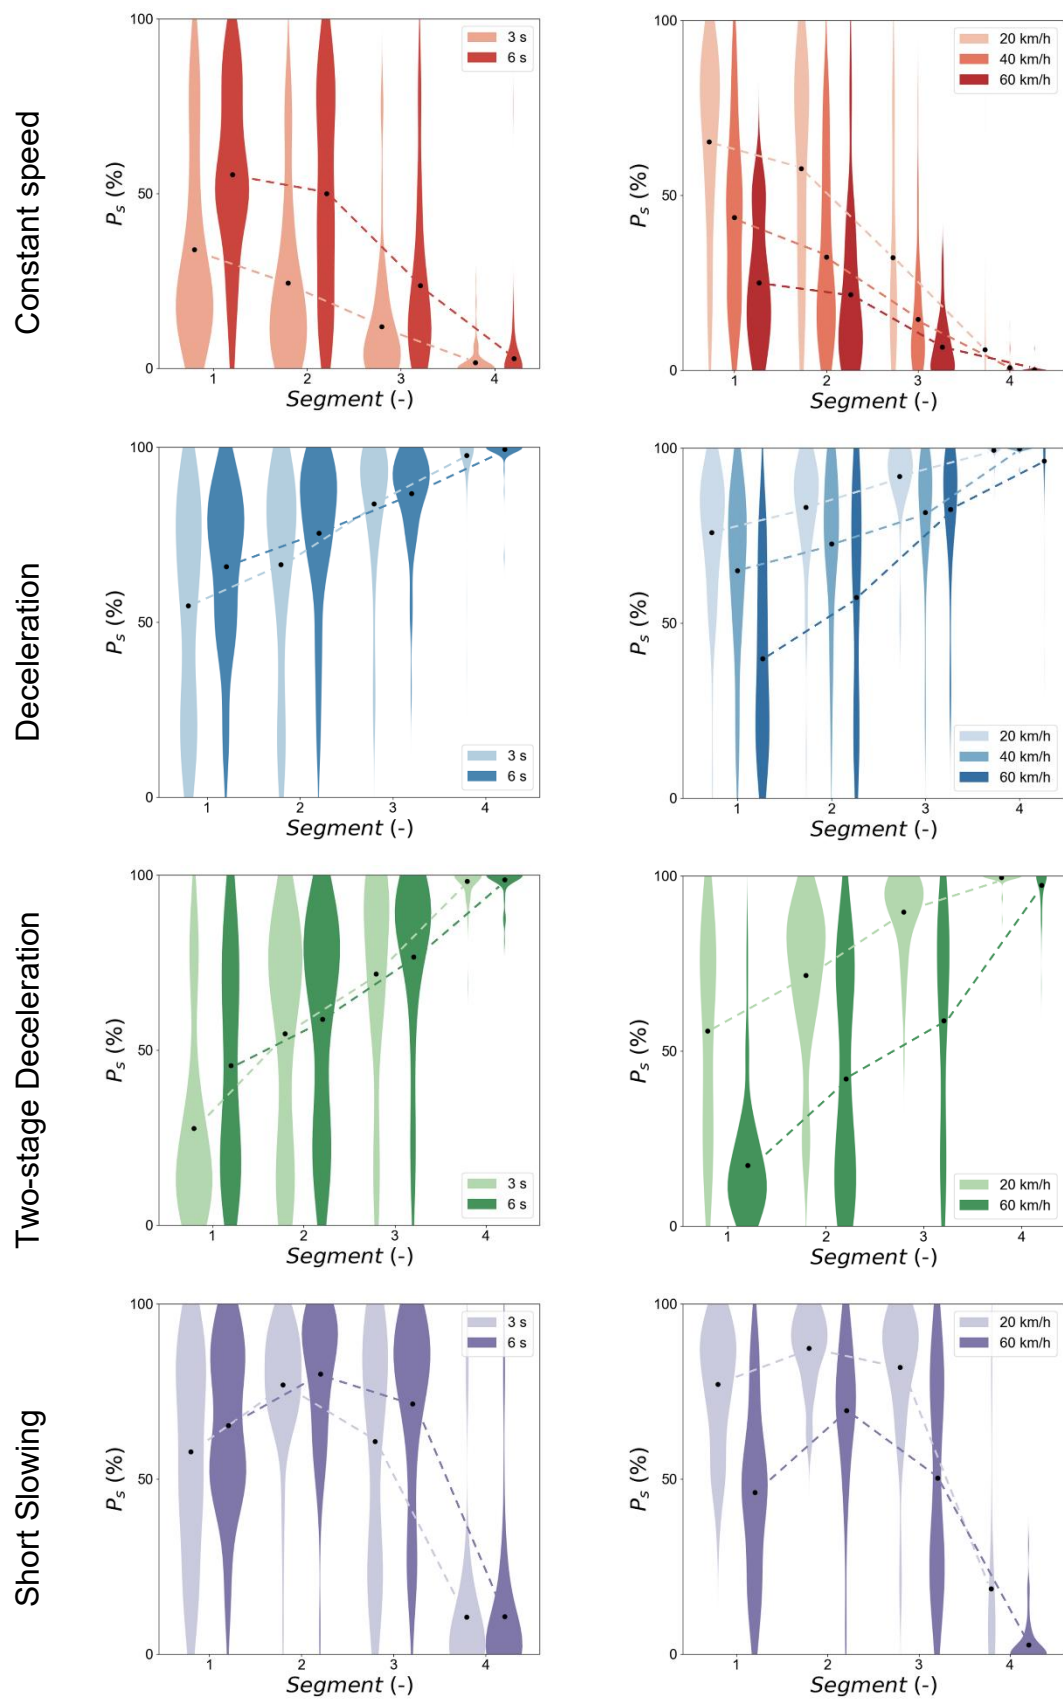 Constant speed
100
50
0
P_s (%)
3 s
6 s
1 2 3 4
Segment (-)
100
50
0
P_s (%)
20 km/h
40 km/h
60 km/h
1 2 3 4
Segment (-)
Deceleration
100
50
0
P_s (%)
3 s
6 s
1 2 3 4
Segment (-)
100
50
0
P_s (%)
20 km/h
40 km/h
60 km/h
1 2 3 4
Segment (-)
Two-stage Deceleration
100
50
0
P_s (%)
3 s
6 s
1 2 3 4
Segment (-)
100
50
0
P_s (%)
20 km/h
60 km/h
1 2 3 4
Segment (-)
Short Slowing
100
50
0
P_s (%)
3 s
6 s
1 2 3 4
Segment (-)
100
50
0
P_s (%)
20 km/h
60 km/h
1 2 3 4
Segment (-)